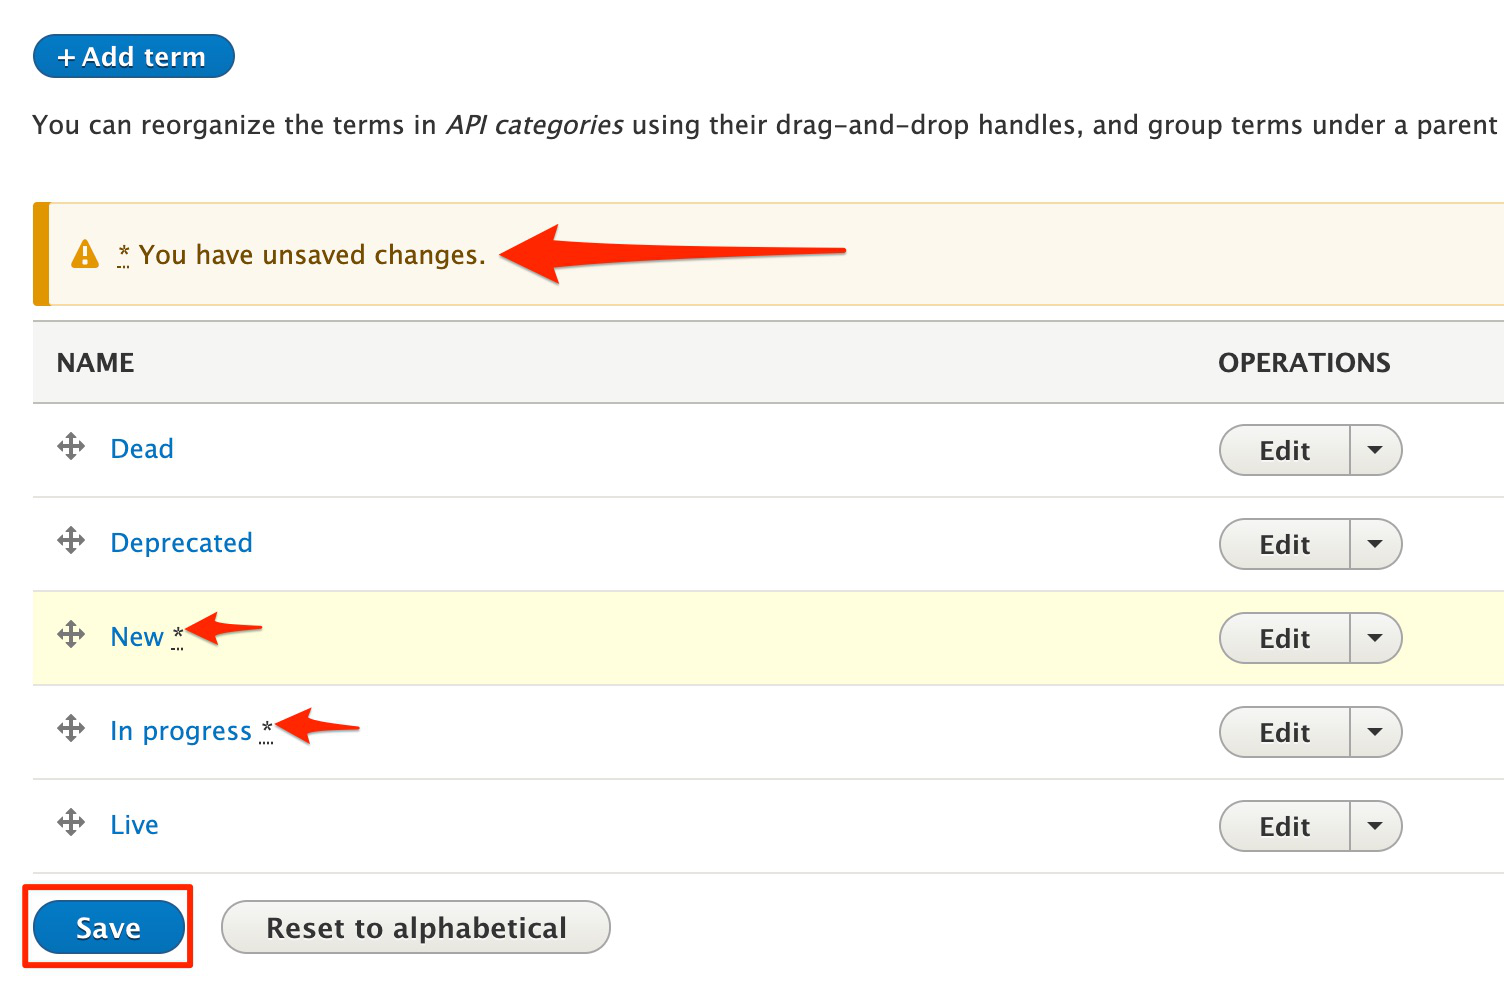 + Add term
You can reorganize the terms in API categories using their drag-and-drop handles, and group terms under a parent
* You have unsaved changes.
NAME OPERATIONS
Dead Edit
Deprecated Edit
New * Edit
In progress * Edit
Live Edit
Save Reset to alphabetical